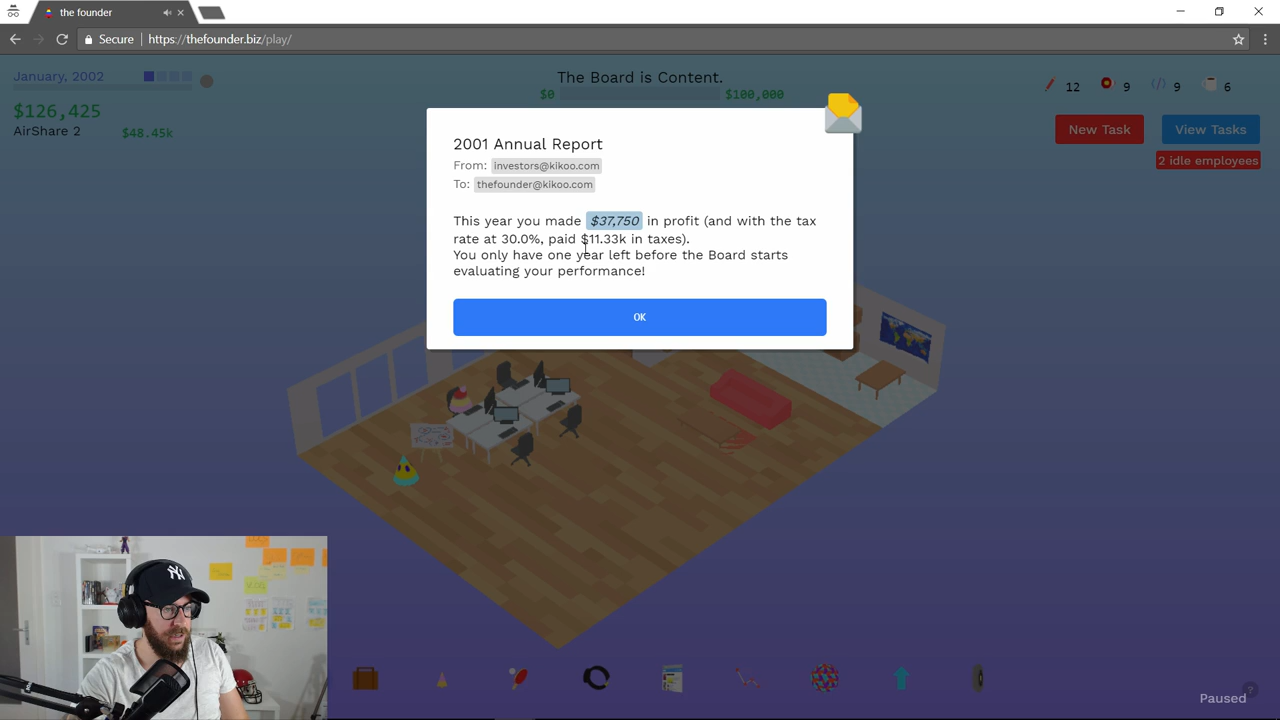 the founder
Secure
https://thefounder.biz/play/
January, 2002
$126,425
AirShare 2
$48.45k
The Board is Content.
$0
$100,000
12
9
9
6
New Task
View Tasks
2 idle employees
2001 Annual Report
From: investors@kikoo.com
To: thefounder@kikoo.com
This year you made $37,750 in profit (and with the tax
rate at 30.0%, paid $11.33k in taxes).
You only have one year left before the Board starts
evaluating your performance!
OK
Paused
?